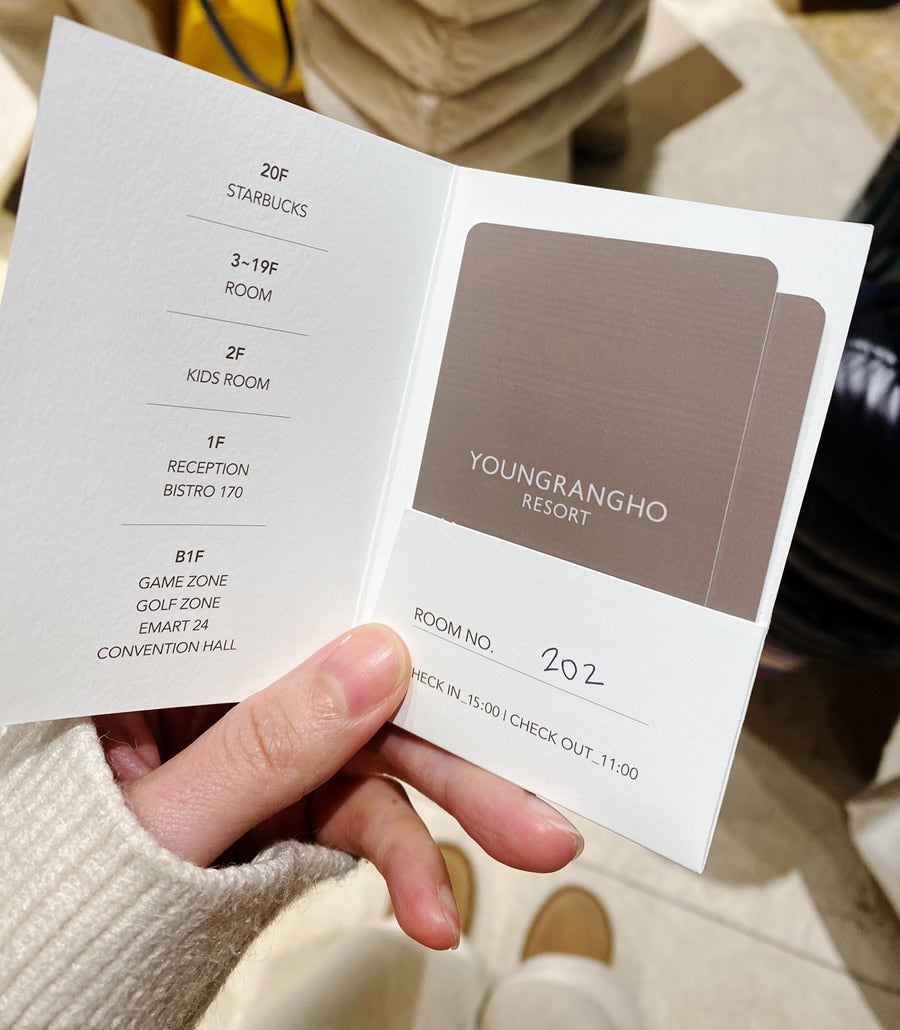 20F
STARBUCKS
3~19F
ROOM
2F
KIDS ROOM
1F
RECEPTION
BISTRO 170
B1F
GAME ZONE
GOLF ZONE
EMART 24
CONVENTION HALL
YOUNGRANGHO
RESORT
ROOM NO. 202
HECK IN_15:00 I CHECK OUT_11:00